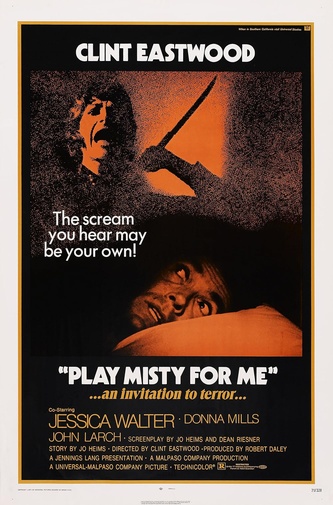 CLINT EASTWOOD
The scream
you hear may
be your own!
"PLAY MISTY FOR ME"
...an invitation to terror...
Co-Starring
JESSICA WALTER · DONNA MILLS
JOHN LARCH · SCREENPLAY BY JO HEIMS AND DEAN RIESNER
STORY BY JO HEIMS · DIRECTED BY CLINT EASTWOOD · PRODUCED BY ROBERT DALEY
A JENNINGS LANG PRESENTATION · A MALPASO COMPANY PRODUCTION
A UNIVERSAL-MALPASO COMPANY PICTURE · TECHNICOLOR® R